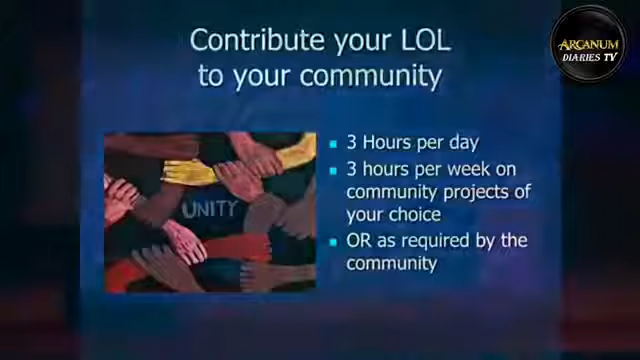 Contribute your LOL
to your community
ARCANUM
DIARIES TV
UNITY
3 Hours per day
3 hours per week on
community projects of
your choice
OR as required by the
community